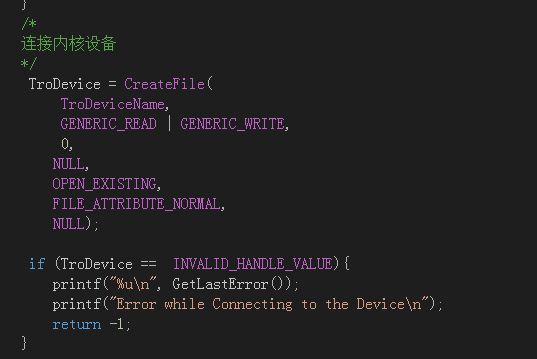 }
/*
连接内核设备
*/
TroDevice = CreateFile(
TroDeviceName,
GENERIC_READ | GENERIC_WRITE,
0,
NULL,
OPEN_EXISTING,
FILE_ATTRIBUTE_NORMAL,
NULL);
if (TroDevice ==  INVALID_HANDLE_VALUE){
printf("%u\n", GetLastError());
printf("Error while Connecting to the Device\n");
return -1;
}